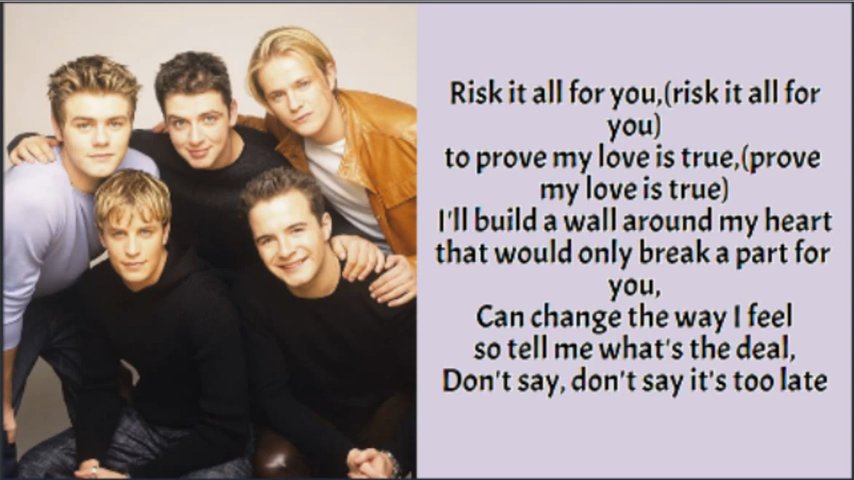 Risk it all for you,(risk it all for
you)
to prove my love is true,(prove
my love is true)
I'll build a wall around my heart
that would only break a part for
you,
Can change the way I feel
so tell me what's the deal,
Don't say, don't say it's too late